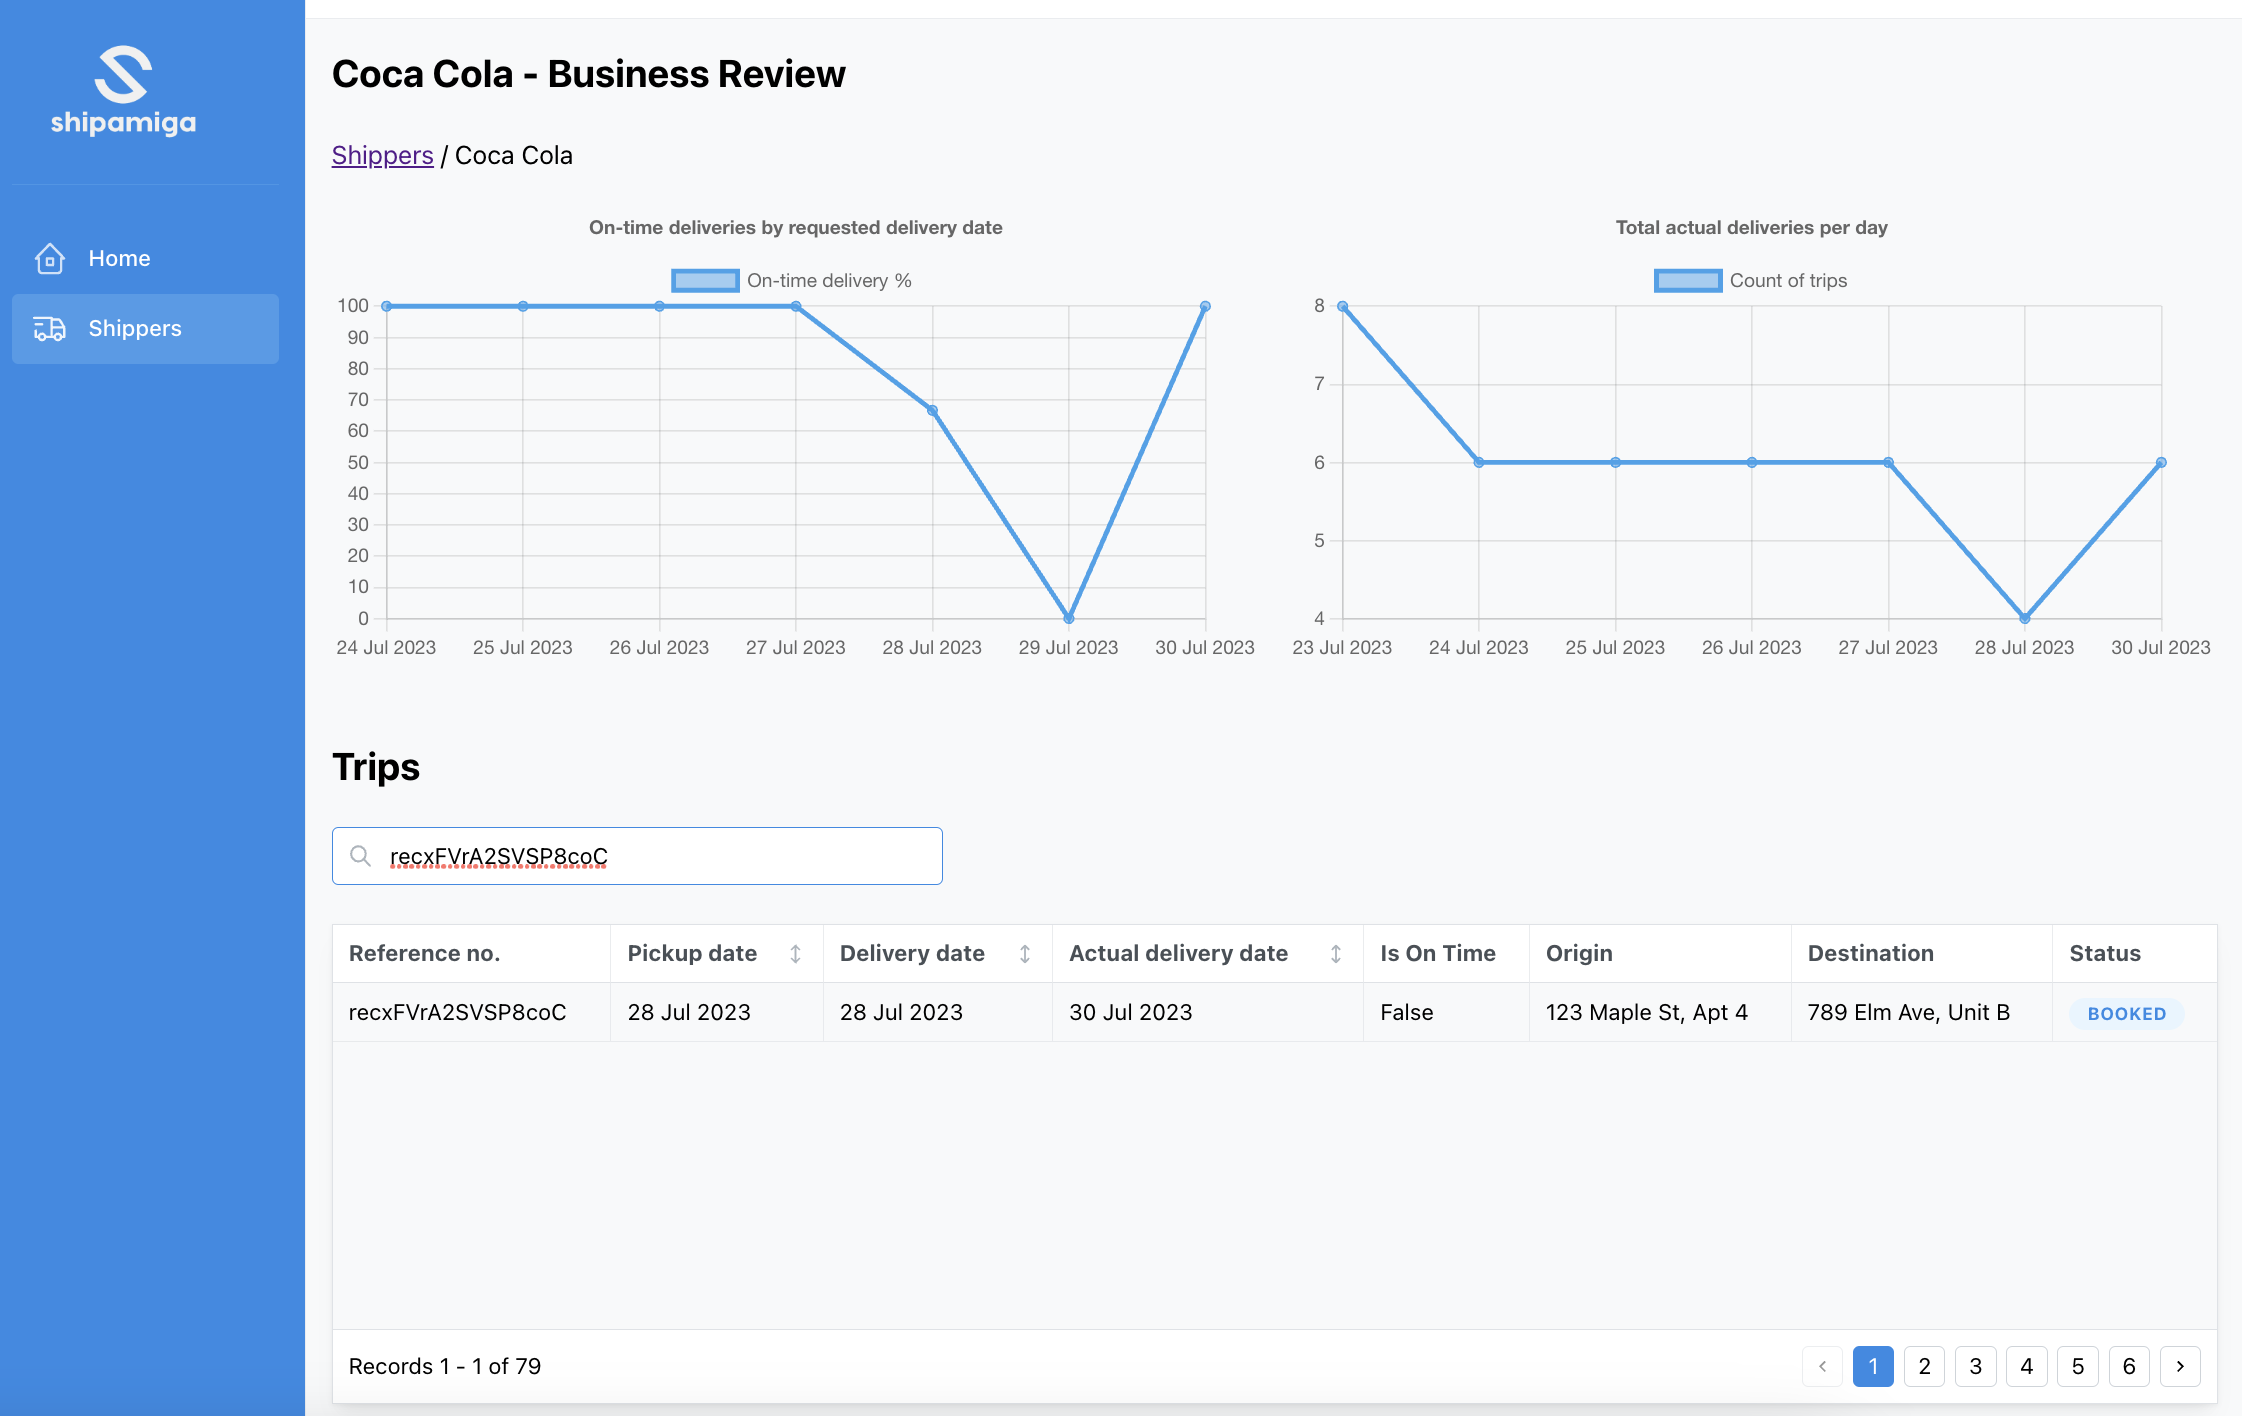 shipamiga
Home
Shippers
Coca Cola - Business Review
Shippers / Coca Cola
On-time deliveries by requested delivery date
On-time delivery %
100
90
80
70
60
50
40
30
20
10
0
24 Jul 2023 25 Jul 2023 26 Jul 2023 27 Jul 2023 28 Jul 2023 29 Jul 2023 30 Jul 2023
Total actual deliveries per day
Count of trips
8
7
6
5
4
23 Jul 2023 24 Jul 2023 25 Jul 2023 26 Jul 2023 27 Jul 2023 28 Jul 2023 30 Jul 2023
Trips
recxFVrA2SVSP8coC
Reference no. Pickup date Delivery date Actual delivery date Is On Time Origin Destination Status
recxFVrA2SVSP8coC 28 Jul 2023 28 Jul 2023 30 Jul 2023 False 123 Maple St, Apt 4 789 Elm Ave, Unit B BOOKED
Records 1 - 1 of 79
1 2 3 4 5 6